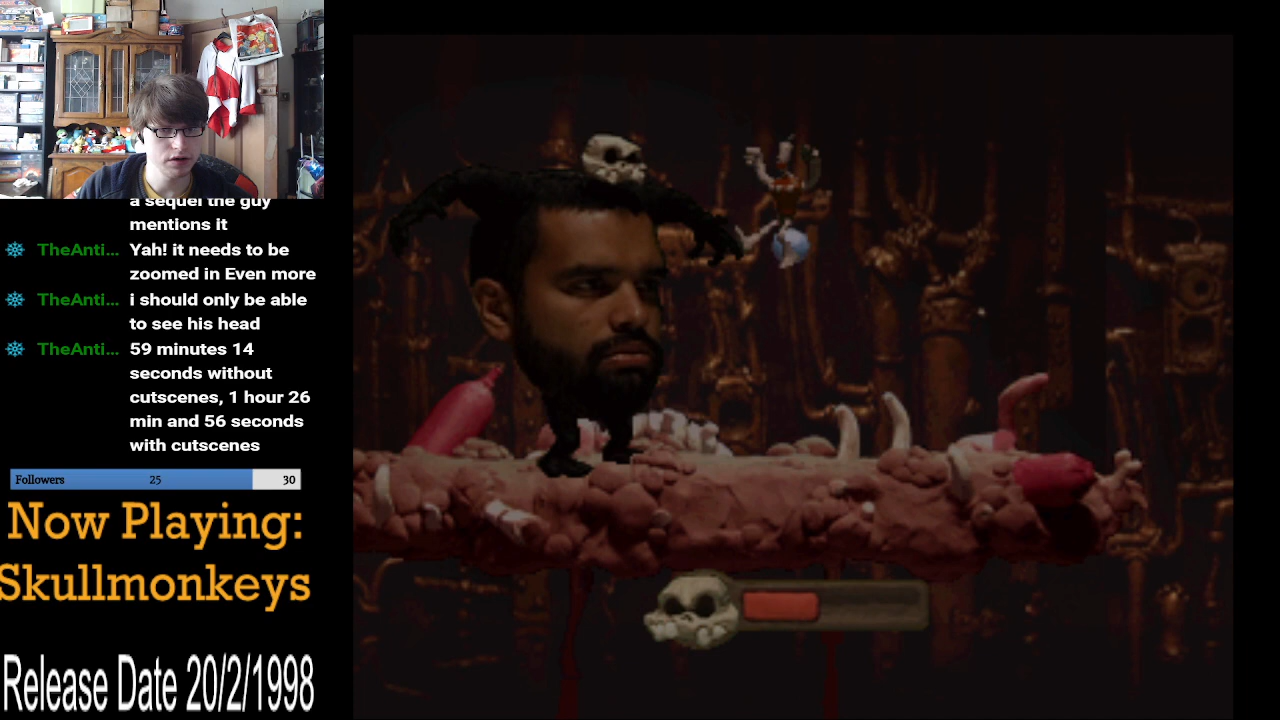 a sequel the guy
mentions it
TheAnti... Yah! it needs to be
zoomed in Even more
TheAnti... i should only be able
to see his head
TheAnti... 59 minutes 14
seconds without
cutscenes, 1 hour 26
min and 56 seconds
with cutscenes
Followers 25 30
Now Playing:
Skullmonkeys
Release Date 20/2/1998